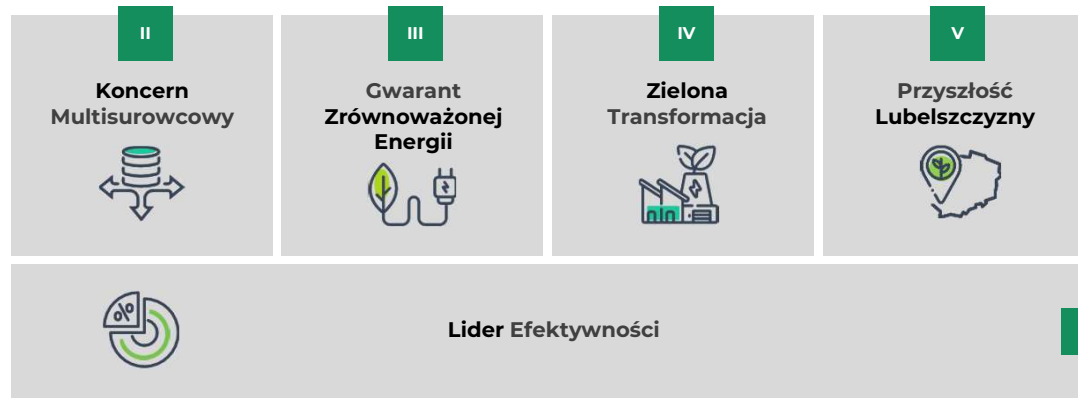 II
Koncern
Multisurowcowy
III
Gwarant
Zrównoważonej
Energii
IV
Zielona
Transformacja
V
Przyszłość
Lubelszczyzny
%
Lider Efektywności